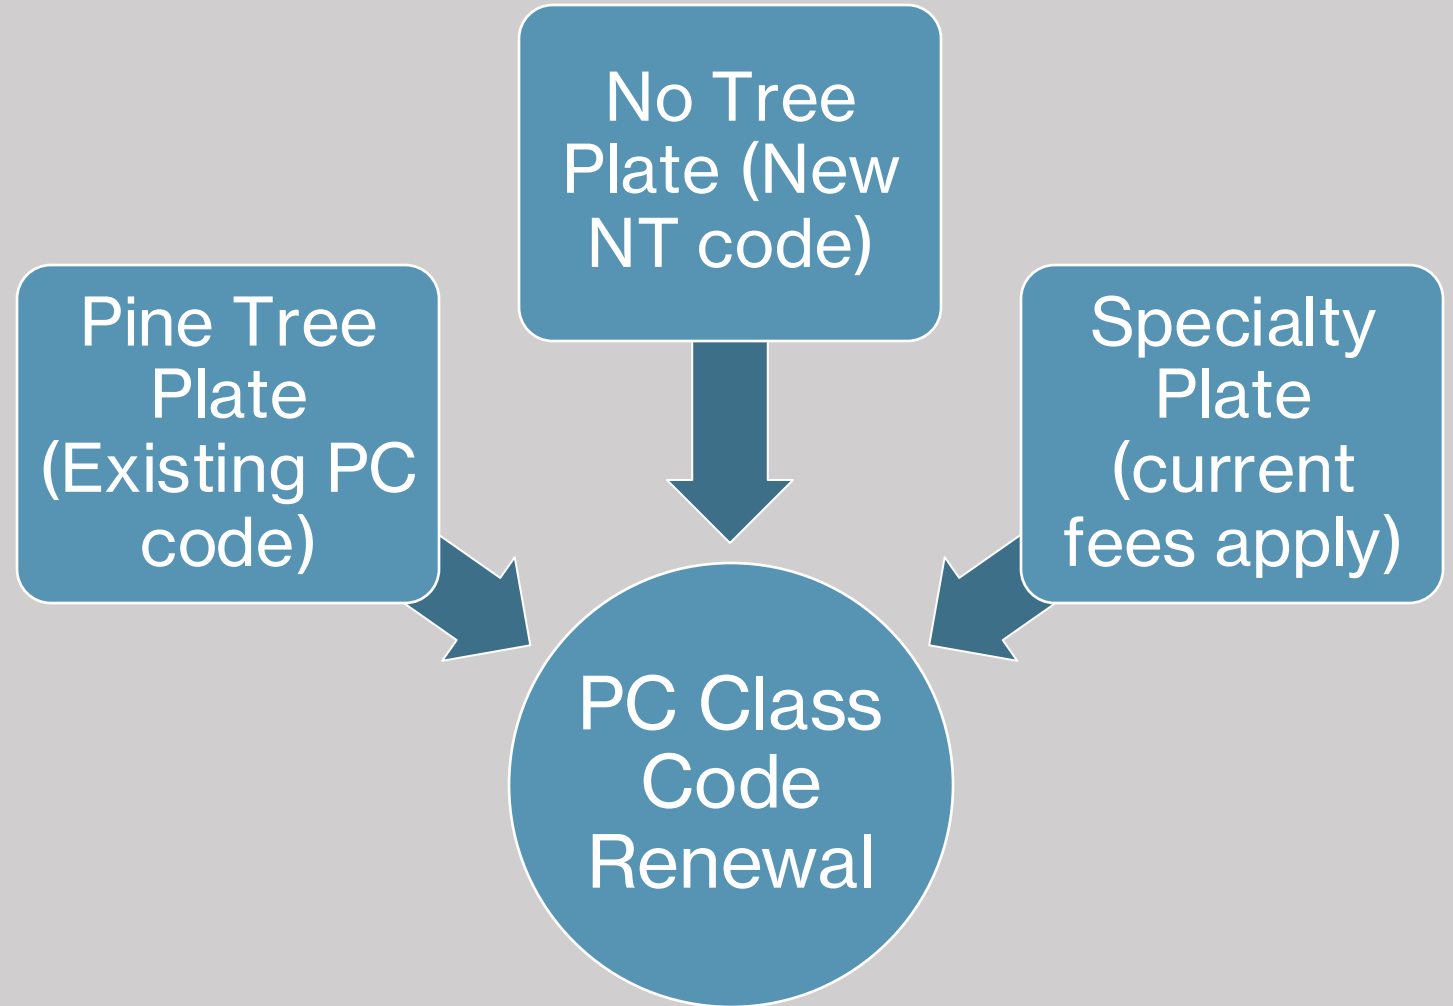 No Tree
Plate (New
NT code)
Pine Tree
Plate
(Existing PC
code)
Specialty
Plate
(current
fees apply)
PC Class
Code
Renewal